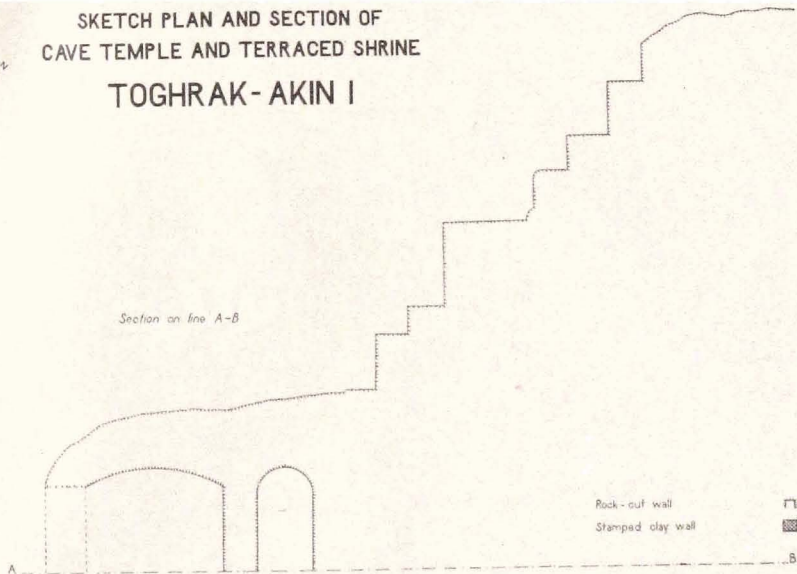 SKETCH PLAN AND SECTION OF
CAVE TEMPLE AND TERRACED SHRINE
TOGHRAK-AKIN I
Section on line A-B
Rock-cut wall
Stamped clay wall
A
B